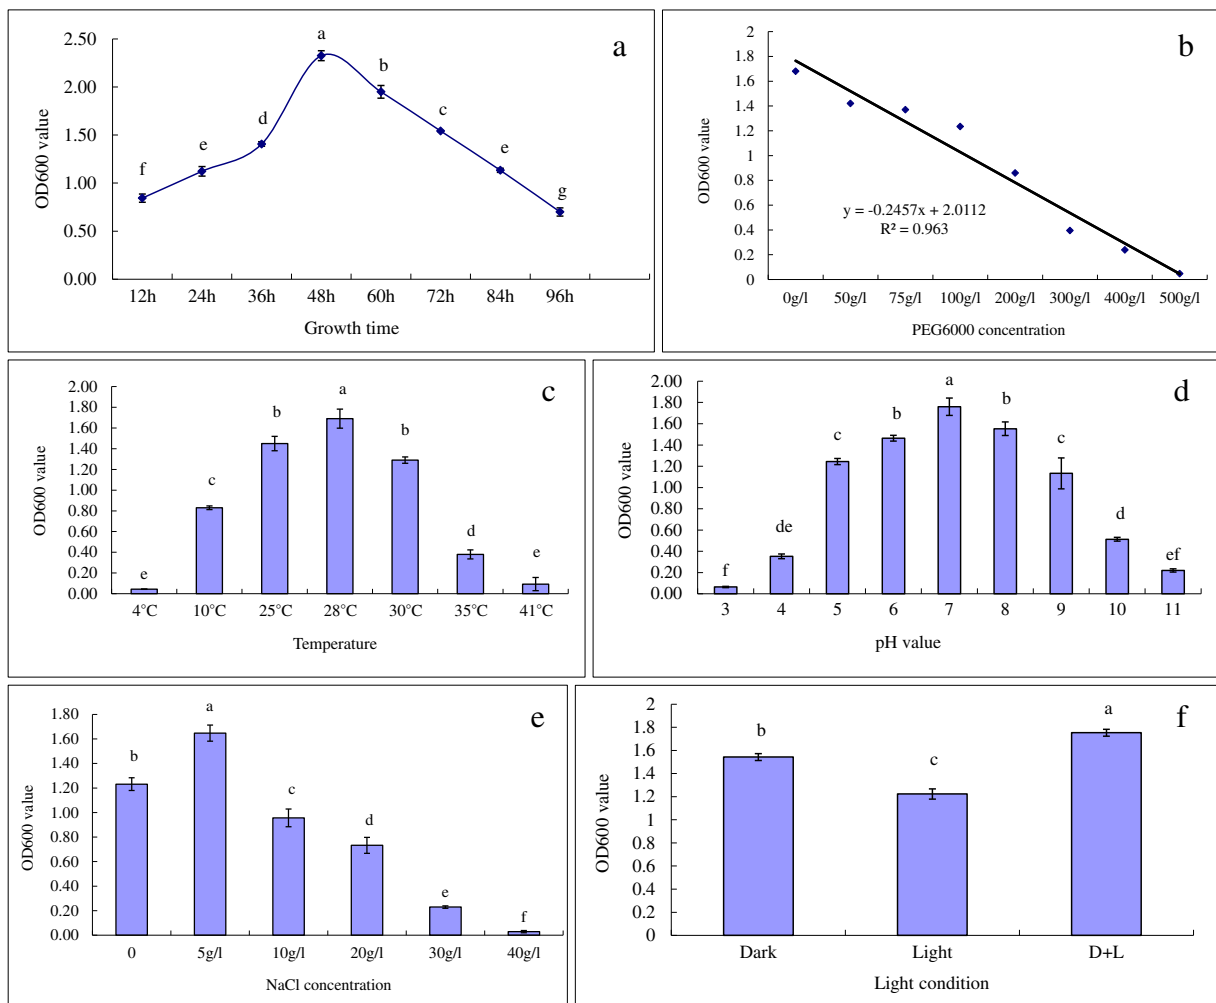 a
OD600 value
2.50
2.00
1.50
1.00
0.50
0.00
f
e
d
a
b
c
e
g
12h 24h 36h 48h 60h 72h 84h 96h
Growth time
b
OD600 value
2
1.8
1.6
1.4
1.2
1
0.8
0.6
0.4
0.2
0
y = -0.2457x + 2.0112
R² = 0.963
0g/l 50g/l 75g/l 100g/l 200g/l 300g/l 400g/l 500g/l
PEG6000 concentration
c
OD600 value
2.00
1.80
1.60
1.40
1.20
1.00
0.80
0.60
0.40
0.20
0.00
e
c
b
a
b
d
e
4°C 10°C 25°C 28°C 30°C 35°C 41°C
Temperature
d
OD600 value
2.00
1.80
1.60
1.40
1.20
1.00
0.80
0.60
0.40
0.20
0.00
f
de
c
b
a
b
c
d
ef
3 4 5 6 7 8 9 10 11
pH value
e
OD600 value
1.80
1.60
1.40
1.20
1.00
0.80
0.60
0.40
0.20
0.00
b
a
c
d
e
f
0 5g/l 10g/l 20g/l 30g/l 40g/l
NaCl concentration
f
OD600 value
2
1.8
1.6
1.4
1.2
1
0.8
0.6
0.4
0.2
0
b
c
a
Dark Light D+L
Light condition